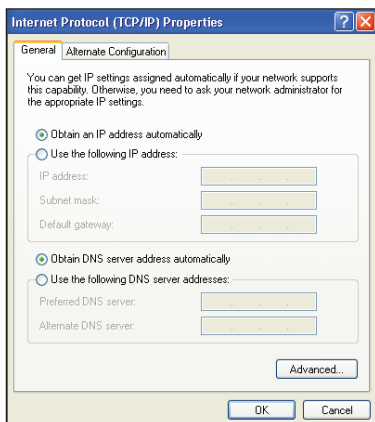 Internet Protocol (TCP/IP) Properties
General
Alternate Configuration
You can get IP settings assigned automatically if your network supports
this capability. Otherwise, you need to ask your network administrator for
the appropriate IP settings.
Obtain an IP address automatically
Use the following IP address:
IP address:
Subnet mask:
Default gateway:
Obtain DNS server address automatically
Use the following DNS server addresses:
Preferred DNS server:
Alternate DNS server:
Advanced...
OK
Cancel